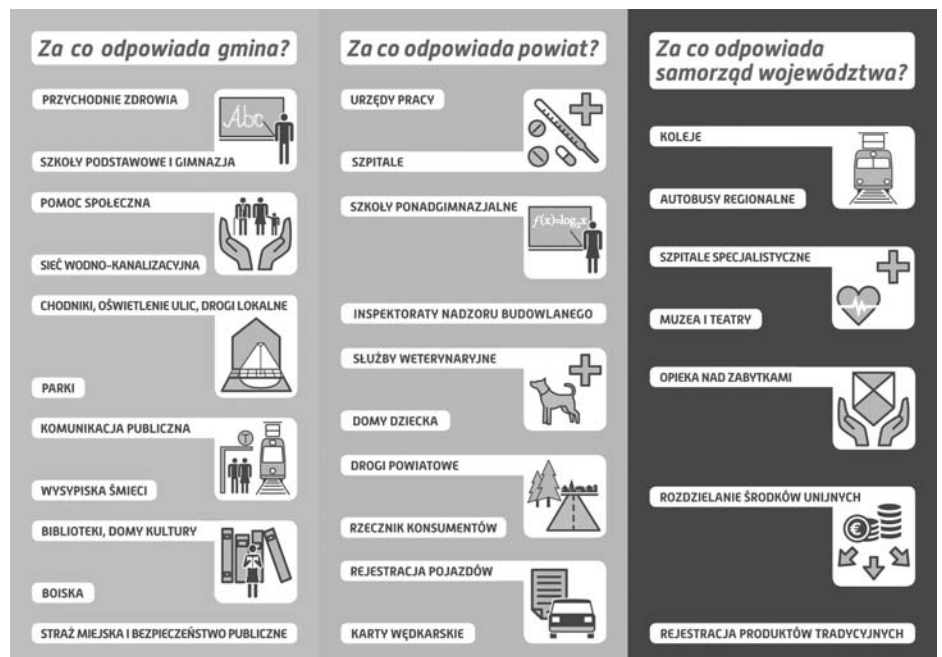 Za co odpowiada gmina?
PRZYCHODNIE ZDROWIA
Abc
SZKOŁY PODSTAWOWE I GIMNAZJA
POMOC SPOŁECZNA
SIEĆ WODNO-KANALIZACYJNA
CHODNIKI, OŚWIETLENIE ULIC, DROGI LOKALNE
PARKI
KOMUNIKACJA PUBLICZNA
T
WYSYPISKA ŚMIECI
BIBLIOTEKI, DOMY KULTURY
BOISKA
STRAŻ MIEJSKA I BEZPIECZEŃSTWO PUBLICZNE
Za co odpowiada powiat?
URZĘDY PRACY
SZPITALE
SZKOŁY PONADGIMNAZJALNE
f(x)=log₂x
INSPEKTORATY NADZORU BUDOWLANEGO
SŁUŻBY WETERYNARYJNE
DOMY DZIECKA
DROGI POWIATOWE
RZECZNIK KONSUMENTÓW
REJESTRACJA POJAZDÓW
KARTY WĘDKARSKIE
Za co odpowiada
samorząd województwa?
KOLEJE
AUTOBUSY REGIONALNE
SZPITALE SPECJALISTYCZNE
MUZEA I TEATRY
OPIEKA NAD ZABYTKAMI
ROZDZIELANIE ŚRODKÓW UNIJNYCH
€
REJESTRACJA PRODUKTÓW TRADYCYJNYCH